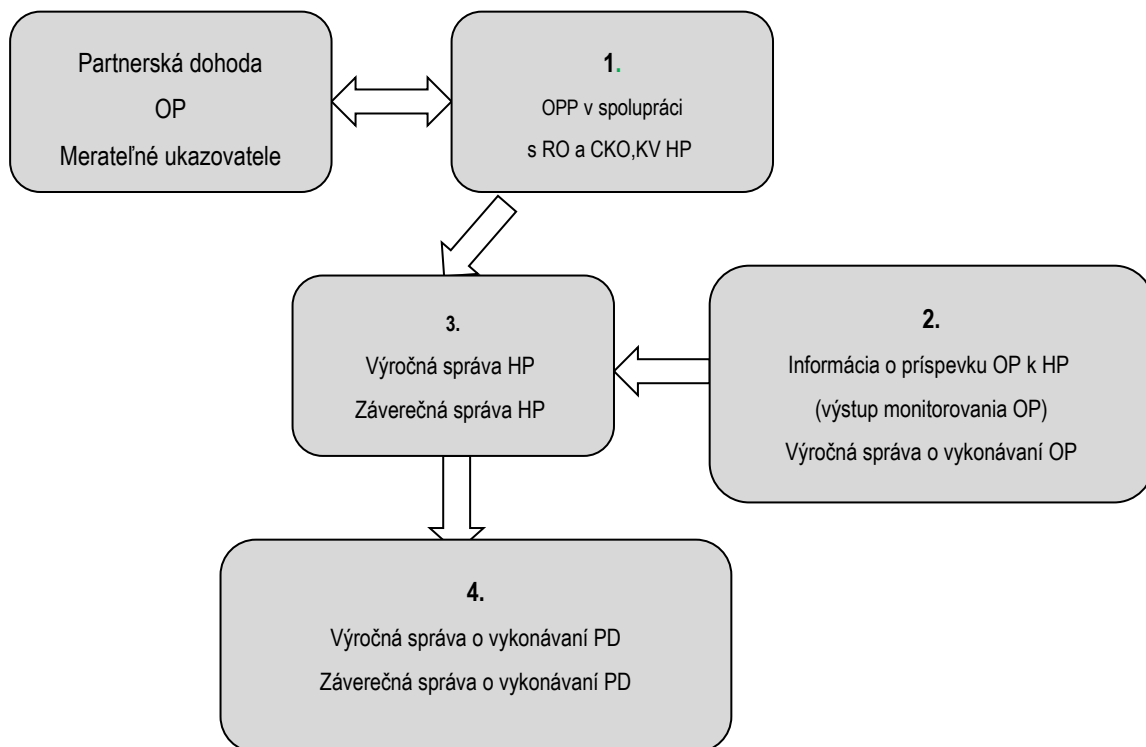 Partnerská dohoda
OP
Merateľné ukazovatele
1.
OPP v spolupráci
s RO a CKO,KV HP
3.
Výročná správa HP
Záverečná správa HP
2.
Informácia o príspevku OP k HP
(výstup monitorovania OP)
Výročná správa o vykonávaní OP
4.
Výročná správa o vykonávaní PD
Záverečná správa o vykonávaní PD